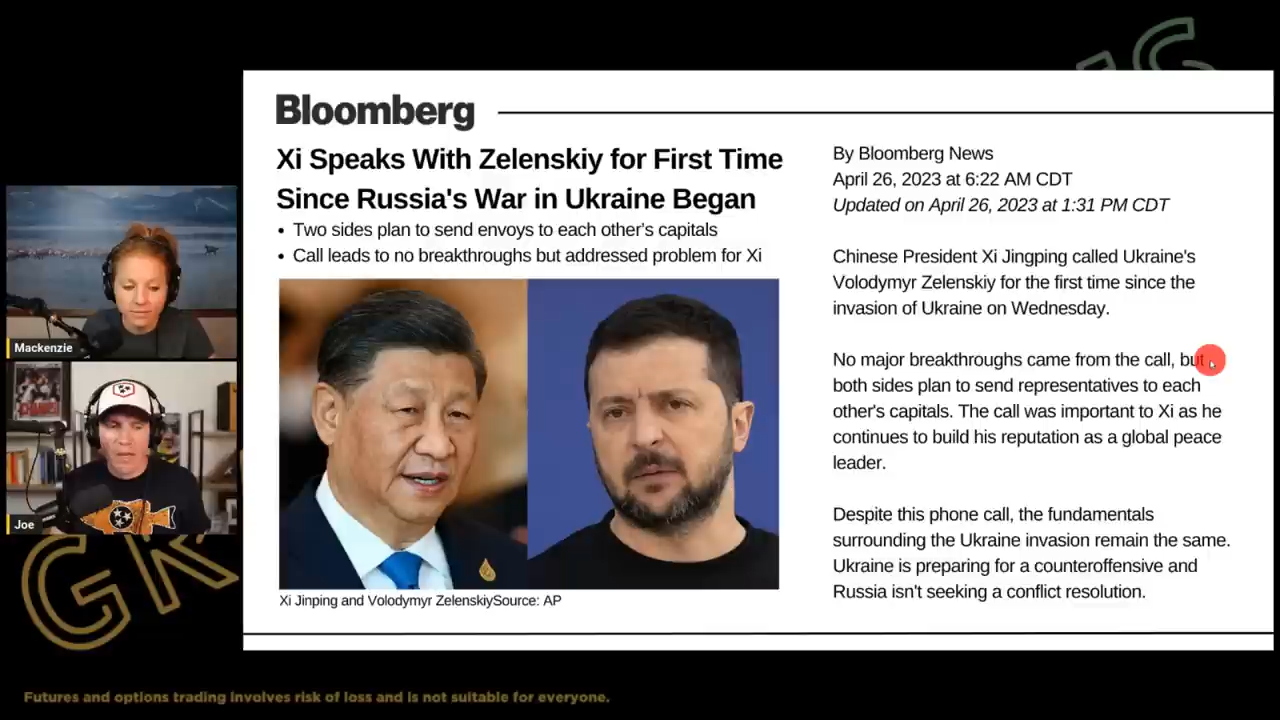 Bloomberg
Xi Speaks With Zelenskiy for First Time
Since Russia's War in Ukraine Began
• Two sides plan to send envoys to each other's capitals
• Call leads to no breakthroughs but addressed problem for Xi
Xi Jinping and Volodymyr ZelenskiySource: AP
By Bloomberg News
April 26, 2023 at 6:22 AM CDT
Updated on April 26, 2023 at 1:31 PM CDT
Chinese President Xi Jingping called Ukraine's
Volodymyr Zelenskiy for the first time since the
invasion of Ukraine on Wednesday.
No major breakthroughs came from the call, but
both sides plan to send representatives to each
other's capitals. The call was important to Xi as he
continues to build his reputation as a global peace
leader.
Despite this phone call, the fundamentals
surrounding the Ukraine invasion remain the same.
Ukraine is preparing for a counteroffensive and
Russia isn't seeking a conflict resolution.
Mackenzie
Joe
Futures and options trading involves risk of loss and is not suitable for everyone.